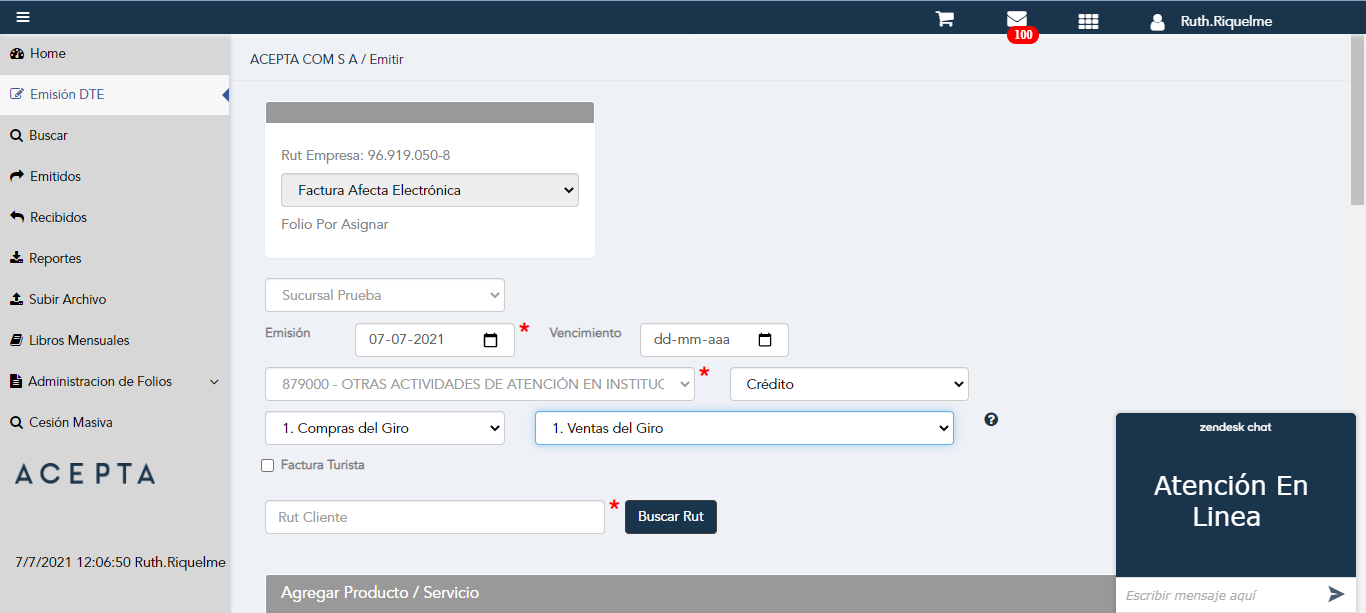 100
Ruth.Riquelme
Home
Emisión DTE
Buscar
Emitidos
Recibidos
Reportes
Subir Archivo
Libros Mensuales
Administracion de Folios
Cesión Masiva
ACEPTA
7/7/2021 12:06:50 Ruth.Riquelme
ACEPTA COM S A / Emitir
Rut Empresa: 96.919.050-8
Factura Afecta Electrónica
Folio Por Asignar
Sucursal Prueba
Emisión 07-07-2021 * Vencimiento dd-mm-aaa
879000 - OTRAS ACTIVIDADES DE ATENCIÓN EN INSTITUC * Crédito
1. Compras del Giro 1. Ventas del Giro ?
Factura Turista
Rut Cliente * Buscar Rut
Agregar Producto / Servicio
zendesk chat
Atención En
Linea
Escribir mensaje aquí